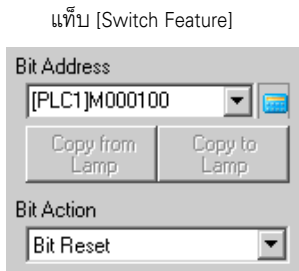 แท็บ [Switch Feature]
Bit Address
[PLC1]M000100
Copy from Lamp
Copy to Lamp
Bit Action
Bit Reset